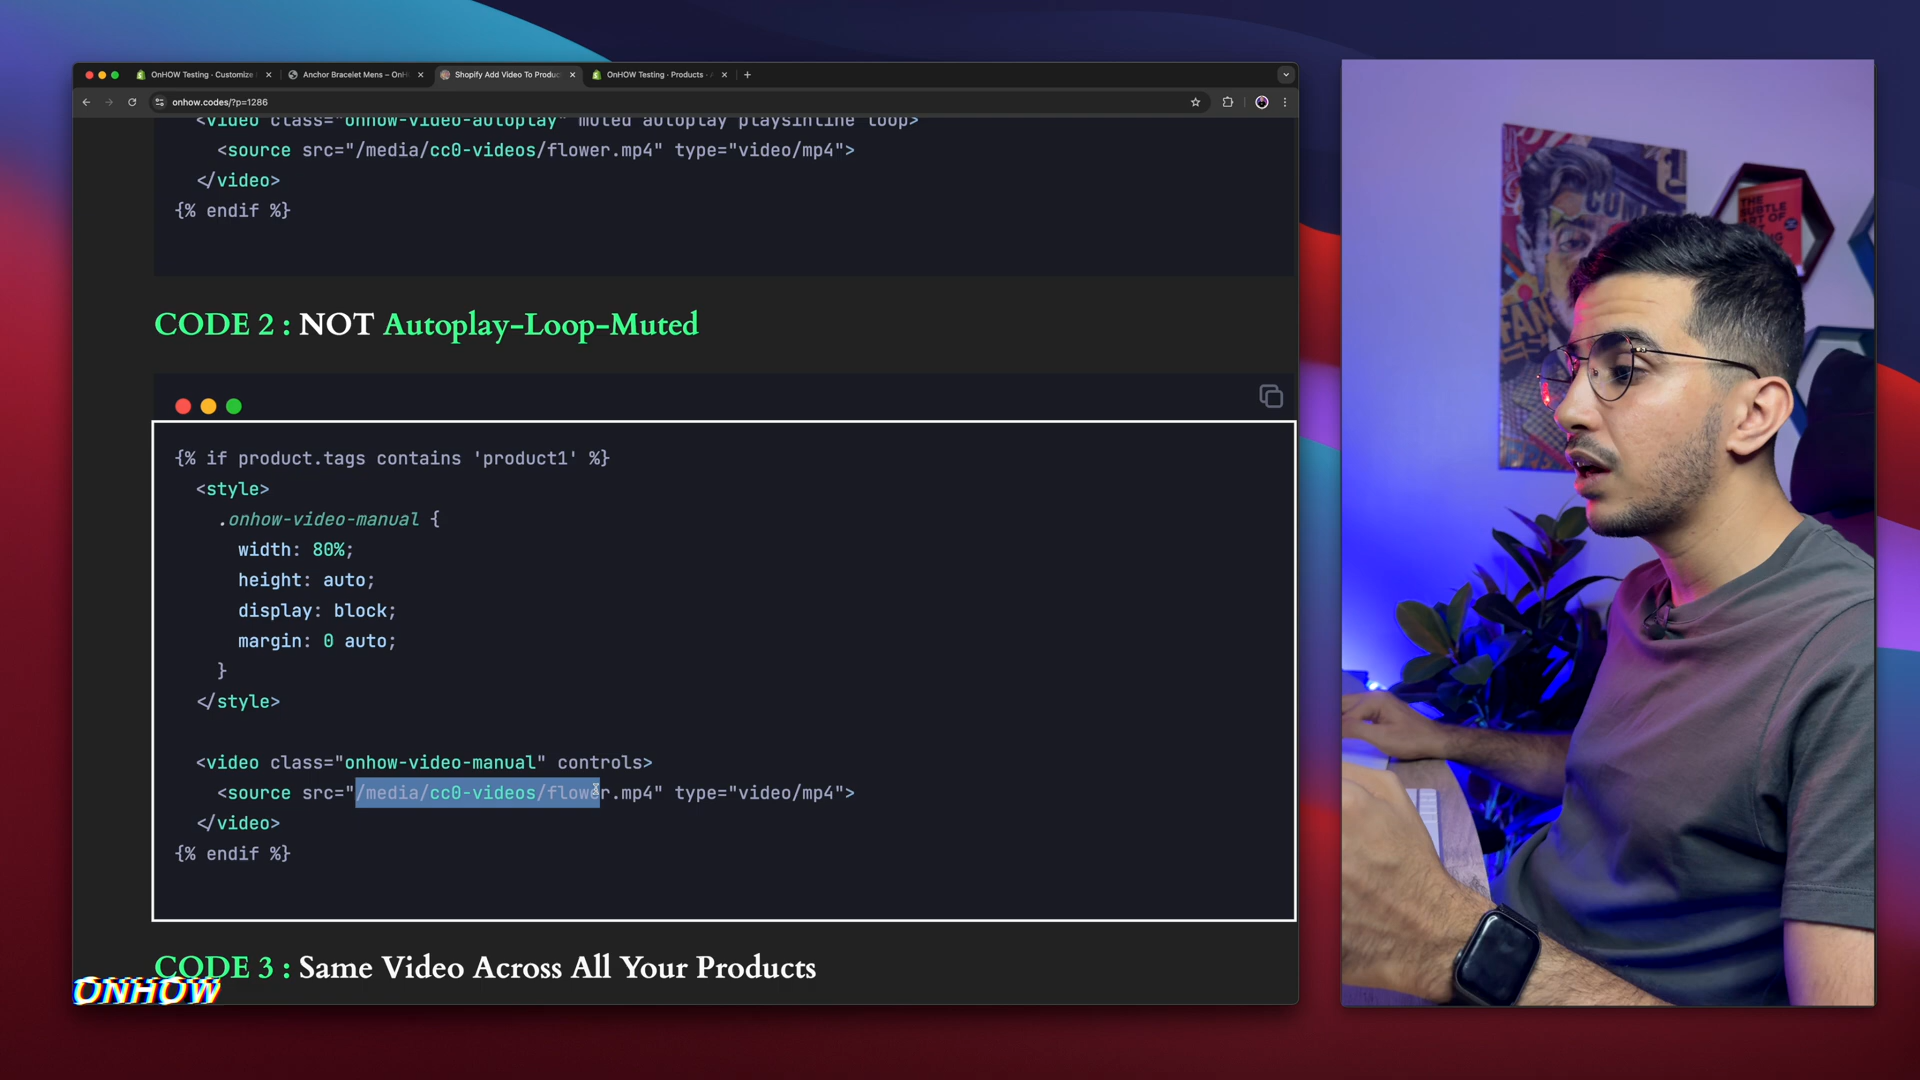 OnHOW Testing · Customize
Anchor Bracelet Mens – OnH
Shopify Add Video To Produc
OnHOW Testing · Products ·
onhow.codes/?p=1286
<video class="onhow-video-autoplay" muted autoplay playsinline loop>
<source src="/media/cc0-videos/flower.mp4" type="video/mp4">
</video>
{% endif %}
CODE 2 : NOT Autoplay-Loop-Muted
{% if product.tags contains 'product1' %}
<style>
.onhow-video-manual {
width: 80%;
height: auto;
display: block;
margin: 0 auto;
}
</style>
<video class="onhow-video-manual" controls>
<source src="/media/cc0-videos/flower.mp4" type="video/mp4">
</video>
{% endif %}
CODE 3 : Same Video Across All Your Products
ONHOW
THE
SUBTLE
ART OF